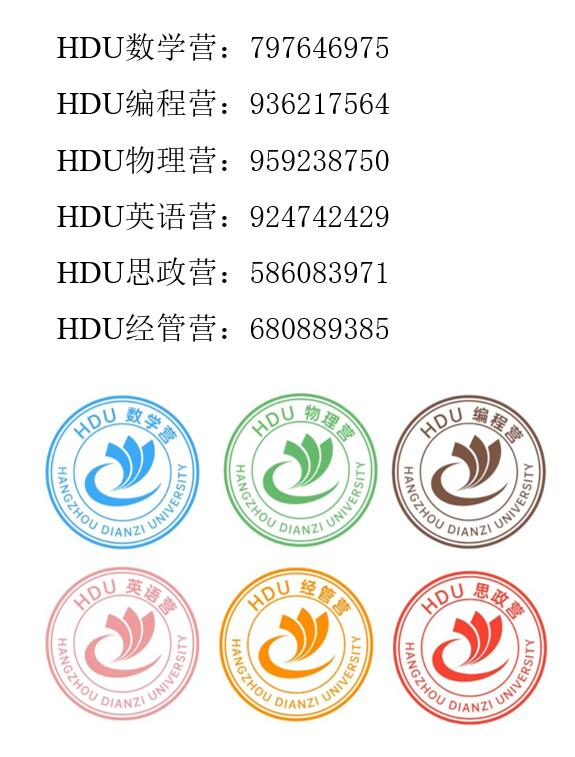 HDU数学营：797646975
HDU编程营：936217564
HDU物理营：959238750
HDU英语营：924742429
HDU思政营：586083971
HDU经管营：680889385
HDU 数学营
HANGZHOU DIANZI UNIVERSITY
HDU 物理营
HANGZHOU DIANZI UNIVERSITY
HDU 编程营
HANGZHOU DIANZI UNIVERSITY
HDU 英语营
HANGZHOU DIANZI UNIVERSITY
HDU 经管营
HANGZHOU DIANZI UNIVERSITY
HDU 思政营
HANGZHOU DIANZI UNIVERSITY